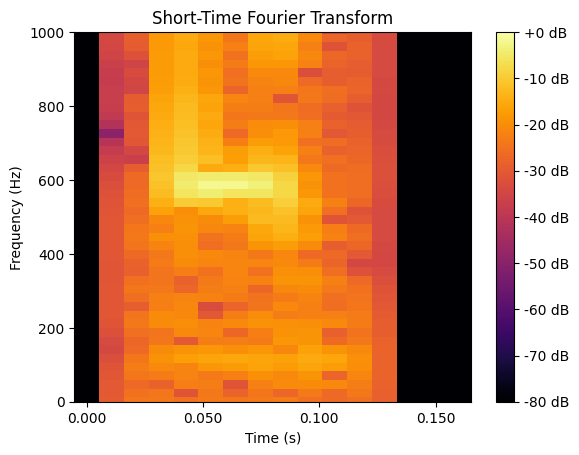 Short-Time Fourier Transform
1000
800
600
400
200
0
Frequency (Hz)
0.000
0.050
0.100
0.150
Time (s)
+0 dB
-10 dB
-20 dB
-30 dB
-40 dB
-50 dB
-60 dB
-70 dB
-80 dB